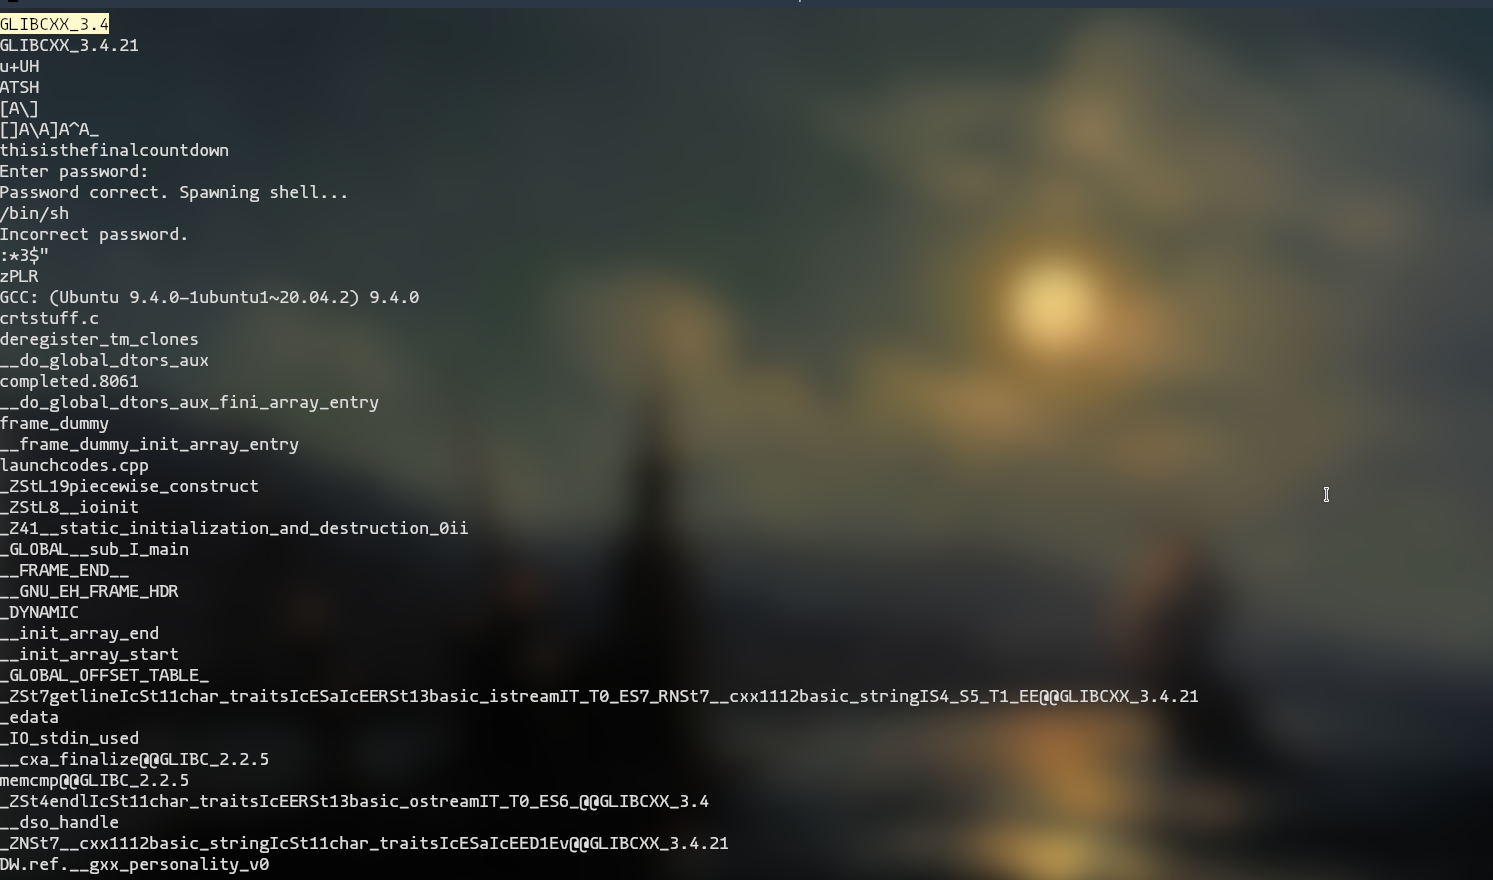 GLIBCXX_3.4
GLIBCXX_3.4.21
u+UH
ATSH
[A\]
[]A\A]A^A_
thisisthefinalcountdown
Enter password:
Password correct. Spawning shell...
/bin/sh
Incorrect password.
:*3$"
zPLR
GCC: (Ubuntu 9.4.0-1ubuntu1~20.04.2) 9.4.0
crtstuff.c
deregister_tm_clones
__do_global_dtors_aux
completed.8061
__do_global_dtors_aux_fini_array_entry
frame_dummy
__frame_dummy_init_array_entry
launchcodes.cpp
_ZStL19piecewise_construct
_ZStL8__ioinit
_Z41__static_initialization_and_destruction_0ii
_GLOBAL__sub_I_main
__FRAME_END__
__GNU_EH_FRAME_HDR
_DYNAMIC
__init_array_end
__init_array_start
_GLOBAL_OFFSET_TABLE_
_ZSt7getlineIcSt11char_traitsIcESaIcEERSt13basic_istreamIT_T0_ES7_RNSt7__cxx1112basic_stringIS4_S5_T1_EE@@GLIBCXX_3.4.21
_edata
_IO_stdin_used
__cxa_finalize@@GLIBC_2.2.5
memcmp@@GLIBC_2.2.5
_ZSt4endlIcSt11char_traitsIcEERSt13basic_ostreamIT_T0_ES6_@@GLIBCXX_3.4
__dso_handle
_ZNSt7__cxx1112basic_stringIcSt11char_traitsIcESaIcEED1Ev@@GLIBCXX_3.4.21
DW.ref.__gxx_personality_v0